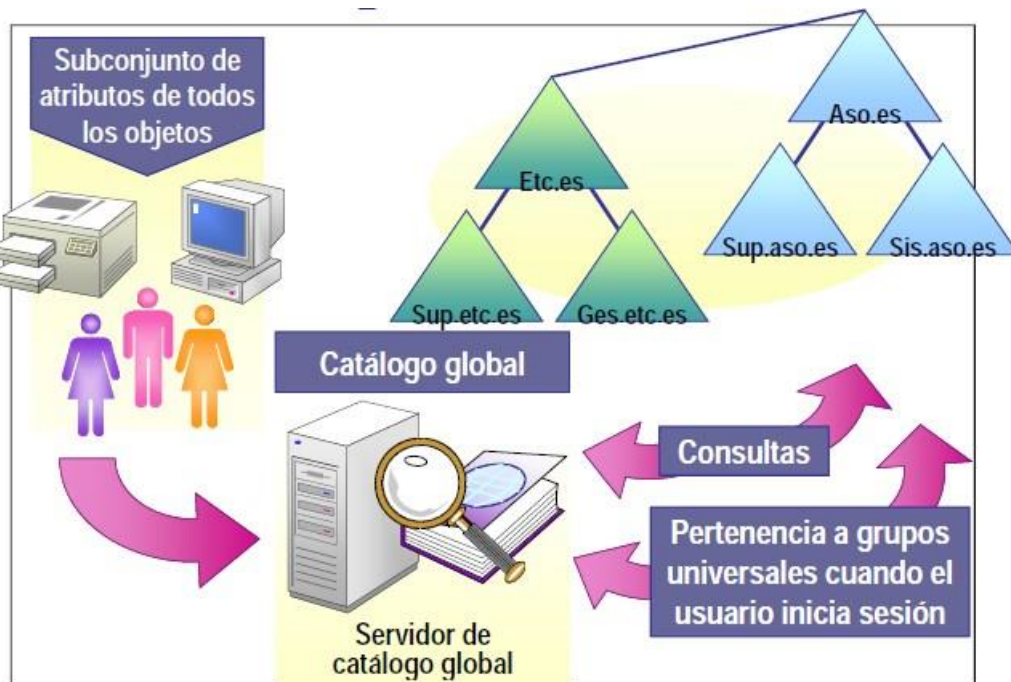 Subconjunto de
atributos de todos
los objetos
Aso.es
Etc.es
Sup.aso.es
Sis.aso.es
Sup.etc.es
Ges.etc.es
Catálogo global
Consultas
Pertenencia a grupos
universales cuando el
usuario inicia sesión
Servidor de
catálogo global